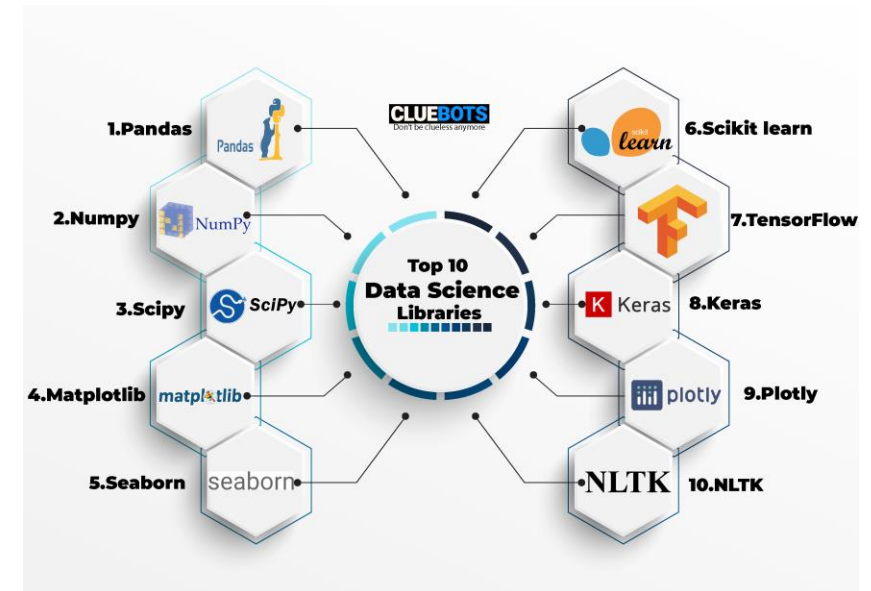 CLUEBOTS
Don't be clueless anymore
Top 10
Data Science
Libraries
1.Pandas
Pandas
2.Numpy
NumPy
3.Scipy
SciPy
4.Matplotlib
matplotlib
5.Seaborn
seaborn
6.Scikit learn
scikit
learn
7.TensorFlow
8.Keras
K Keras
9.Plotly
plotly
10.NLTK
NLTK